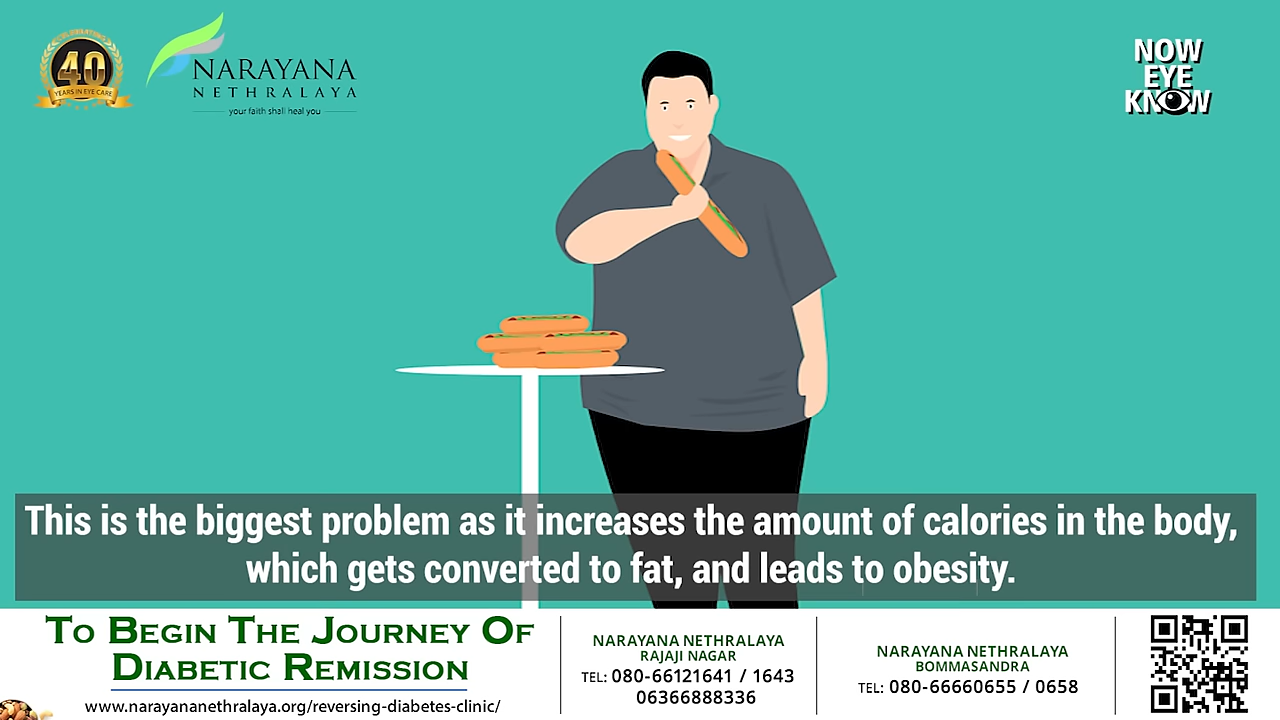 CELEBRATING
40
YEARS IN EYE CARE
NARAYANA
NETHRALAYA
your faith shall heal you
NOW
EYE
KNOW
This is the biggest problem as it increases the amount of calories in the body,
which gets converted to fat, and leads to obesity.
TO BEGIN THE JOURNEY OF
DIABETIC REMISSION
www.narayananethralaya.org/reversing-diabetes-clinic/
NARAYANA NETHRALAYA
RAJAJI NAGAR
TEL: 080-66121641 / 1643
06366888336
NARAYANA NETHRALAYA
BOMMASANDRA
TEL: 080-66660655 / 0658